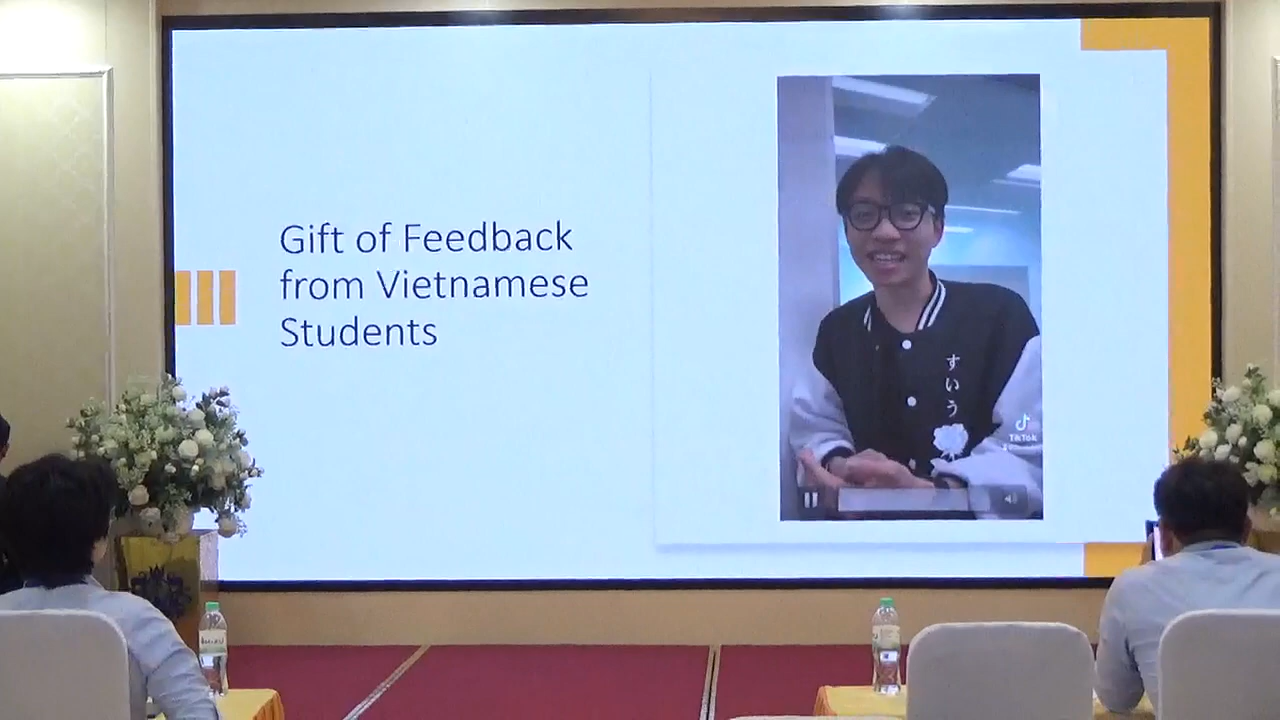 Gift of Feedback
from Vietnamese
Students
すいう
TikTok